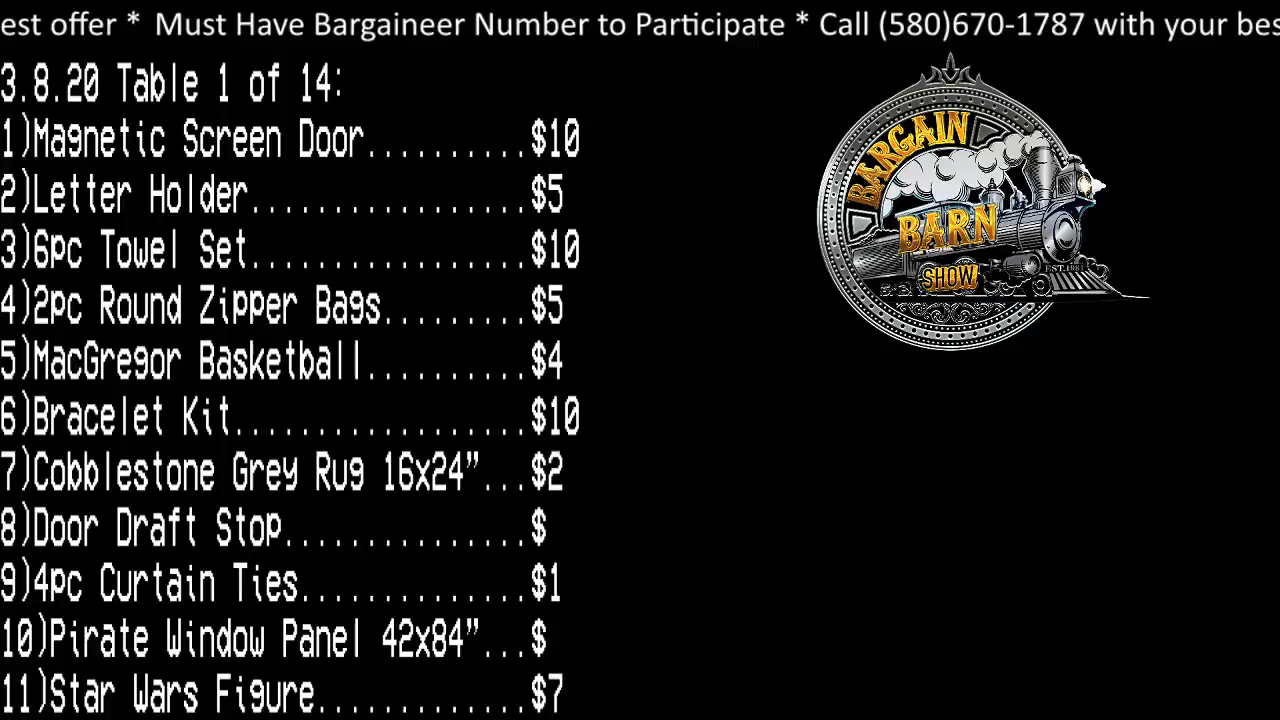 est offer * Must Have Bargaineer Number to Participate * Call (580)670-1787 with your bes
3.8.20 Table 1 of 14:
1)Magnetic Screen Door..........$10
2)Letter Holder.................$5
3)6pc Towel Set.................$10
4)2pc Round Zipper Bags.........$5
5)MacGregor Basketball..........$4
6)Bracelet Kit..................$10
7)Cobblestone Grey Rug 16x24”...$2
8)Door Draft Stop...............$
9)4pc Curtain Ties..............$1
10)Pirate Window Panel 42x84”...$
11)Star Wars Figure.............$7
BARGAIN
BARN
SHOW